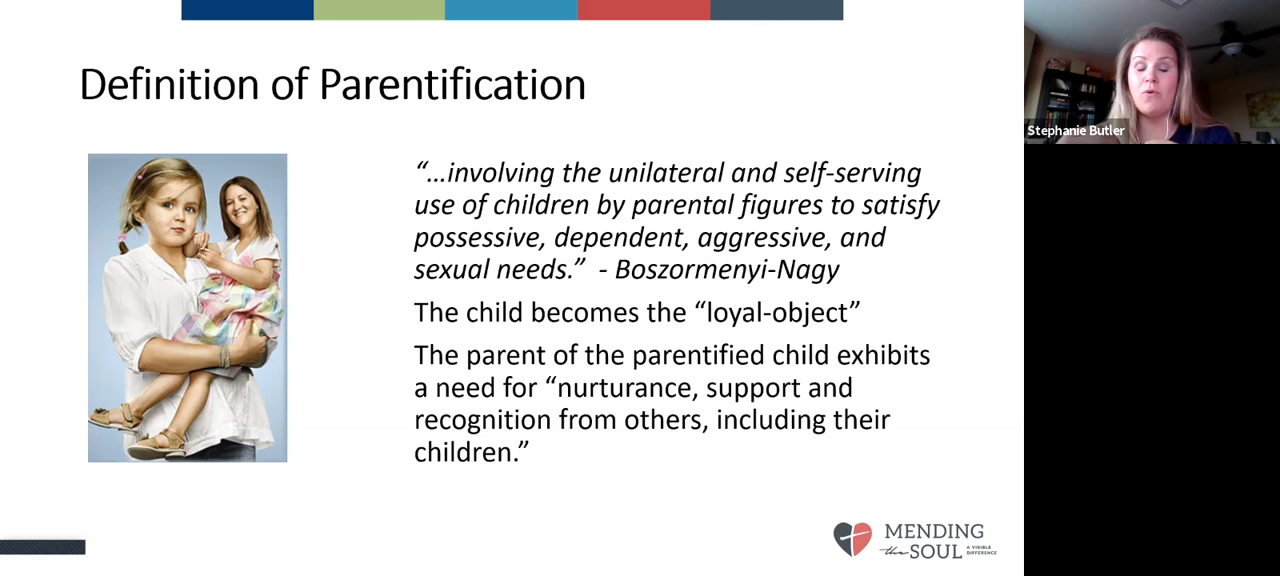 Definition of Parentification
“...involving the unilateral and self-serving
use of children by parental figures to satisfy
possessive, dependent, aggressive, and
sexual needs.” - Boszormenyi-Nagy
The child becomes the “loyal-object”
The parent of the parentified child exhibits
a need for “nurturance, support and
recognition from others, including their
children.”
MENDING
the SOUL
A VISIBLE
DIFFERENCE
Stephanie Butler